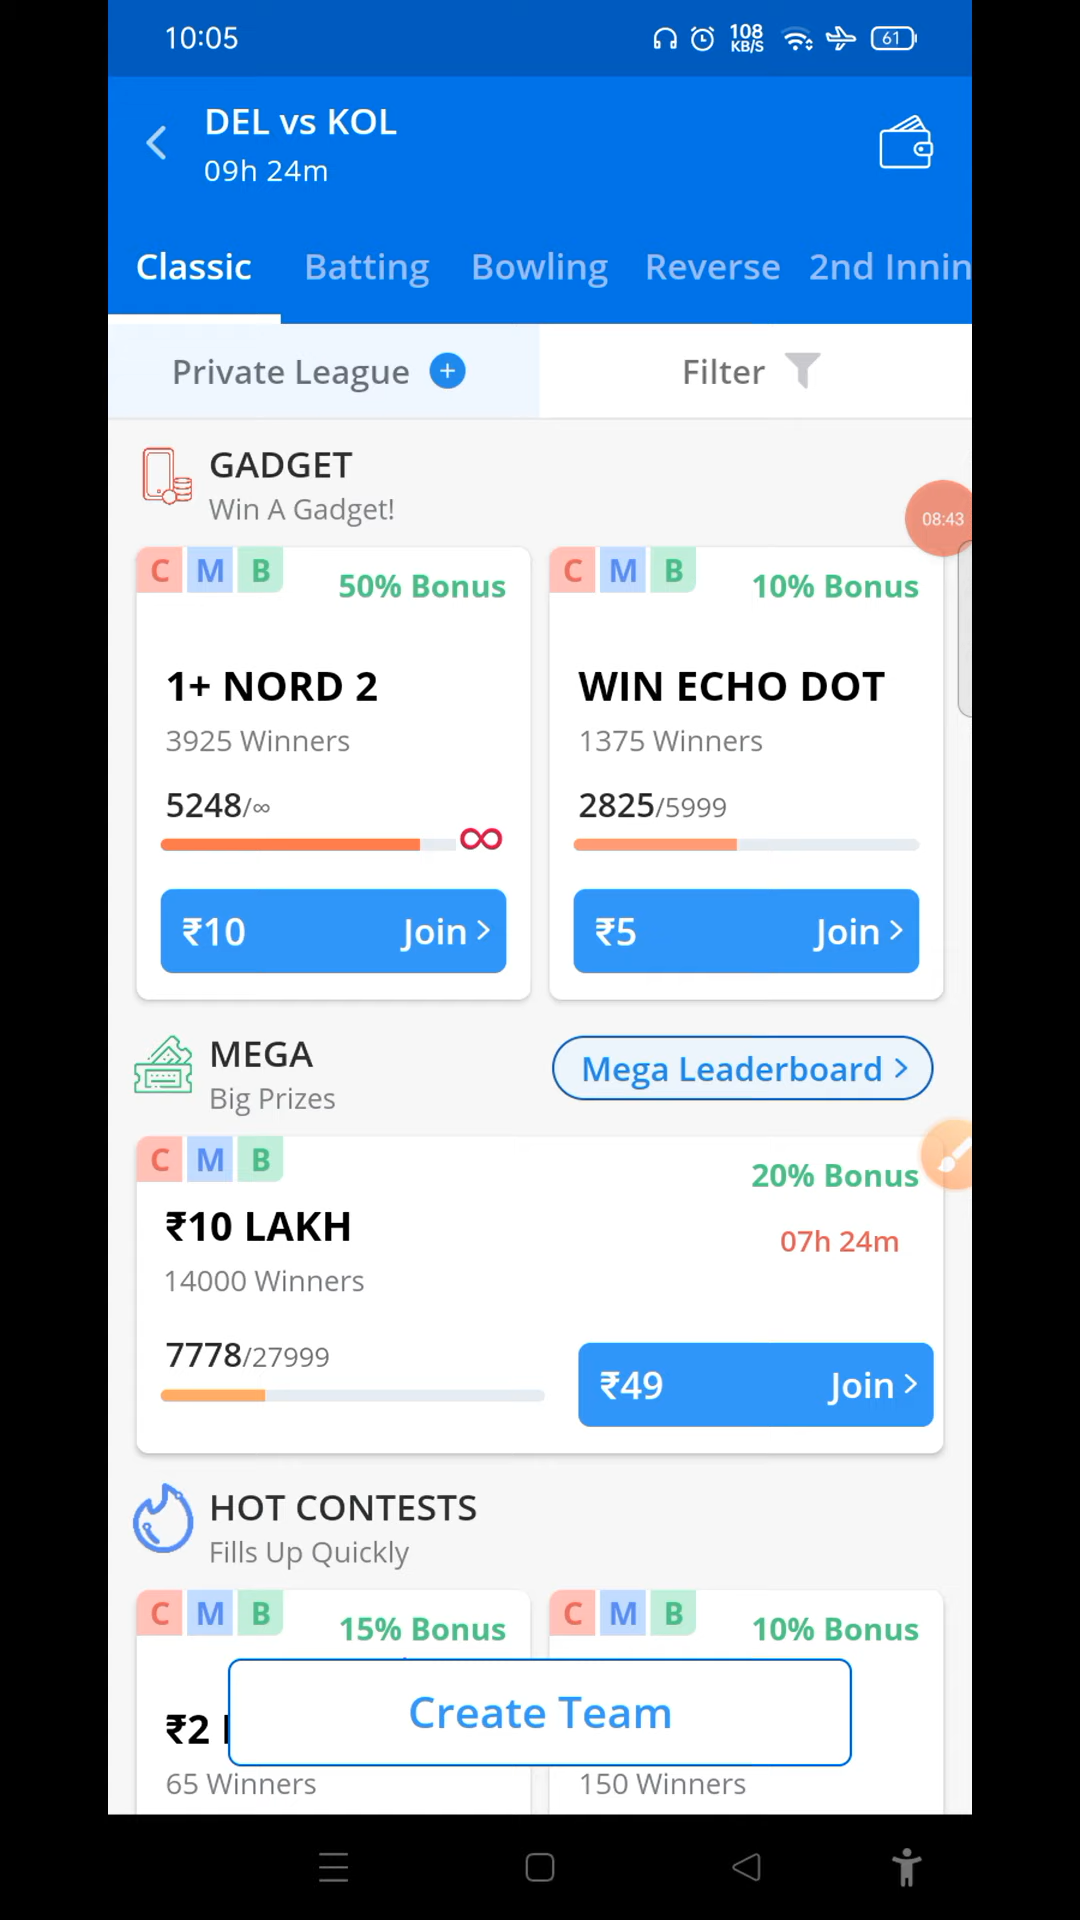 10:05
108
KB/S
61
DEL vs KOL
09h 24m
Classic Batting Bowling Reverse 2nd Innin
Private League + Filter
GADGET
Win A Gadget!
08:43
C M B 50% Bonus
1+ NORD 2
3925 Winners
5248/∞
∞
₹10 Join >
C M B 10% Bonus
WIN ECHO DOT
1375 Winners
2825/5999
₹5 Join >
MEGA
Big Prizes
Mega Leaderboard >
C M B 20% Bonus
₹10 LAKH
07h 24m
14000 Winners
7778/27999
₹49 Join >
HOT CONTESTS
Fills Up Quickly
C M B 15% Bonus
C M B 10% Bonus
₹2
Create Team
65 Winners
150 Winners